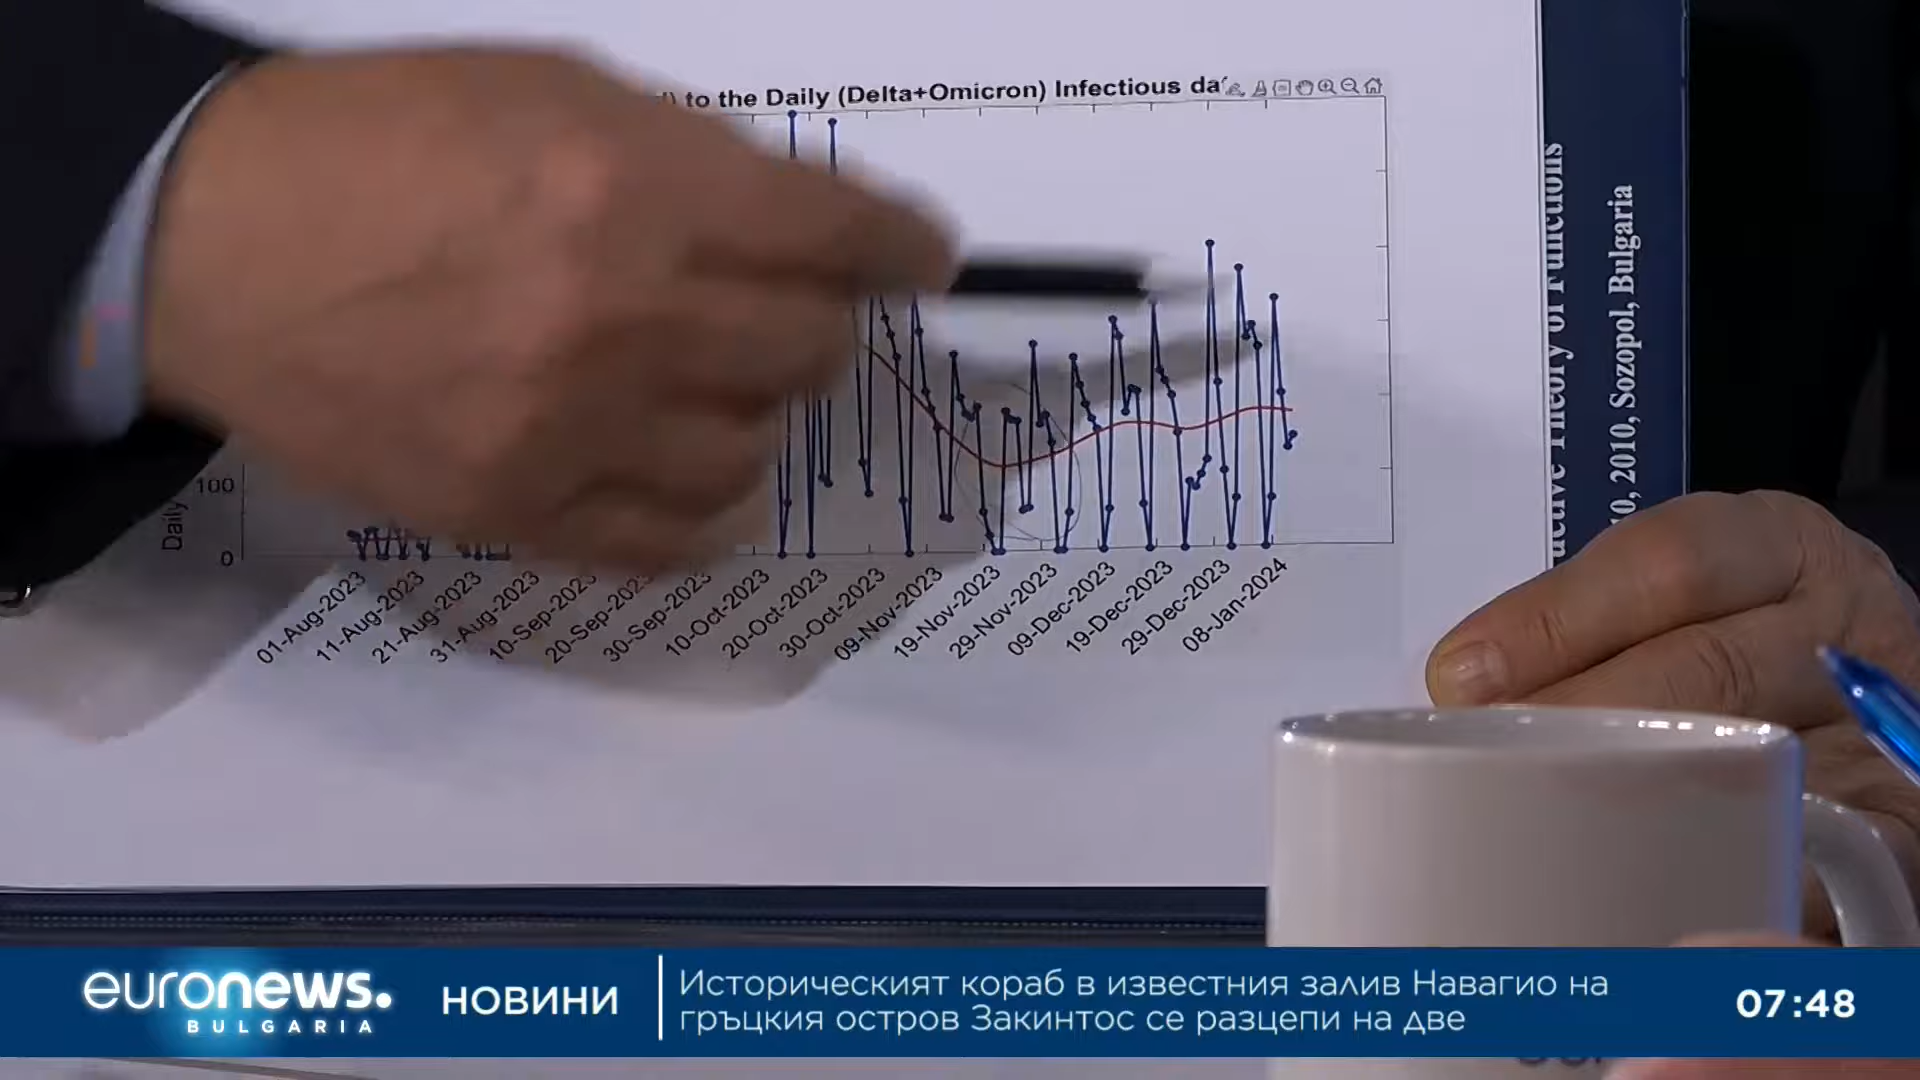 to the Daily (Delta+Omicron) Infectious da
Daily
100
0
01-Aug-2023
11-Aug-2023
21-Aug-2023
31-Aug-2023
10-Sep-2023
20-Sep-2023
30-Sep-2023
10-Oct-2023
20-Oct-2023
30-Oct-2023
09-Nov-2023
19-Nov-2023
29-Nov-2023
09-Dec-2023
19-Dec-2023
29-Dec-2023
08-Jan-2024
Theory of Functions
2010, Sozopol, Bulgaria
euronews.
BULGARIA
НОВИНИ
Историческият кораб в известния залив Навагио на
гръцкия остров Закинтос се разцепи на две
07:48